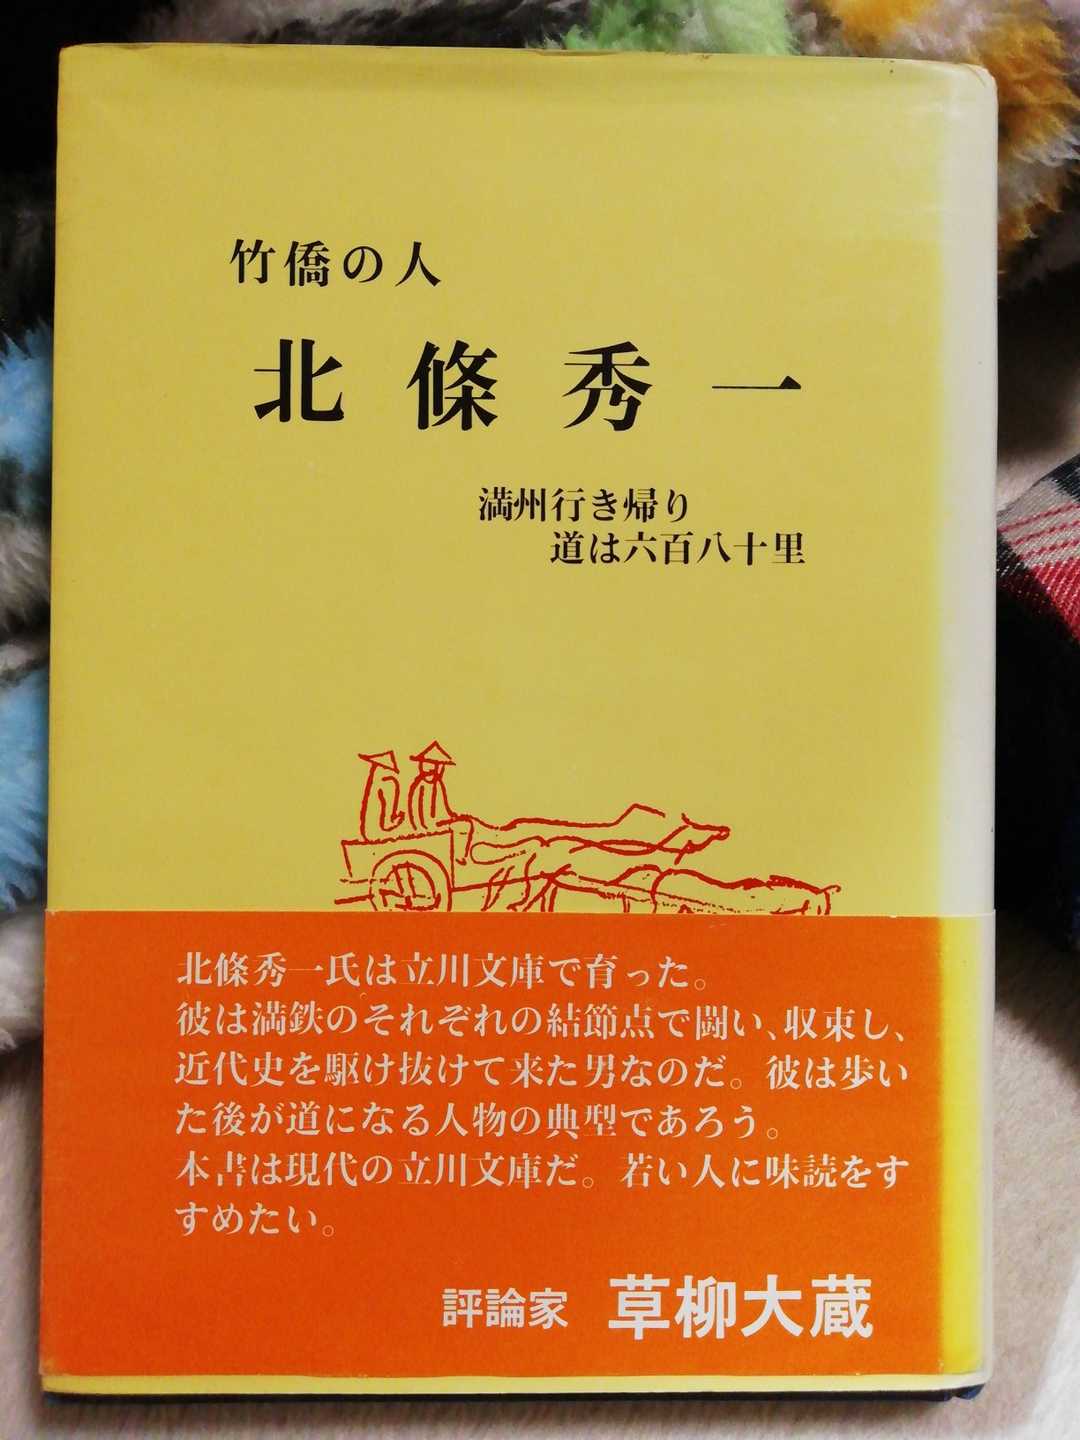 竹僑の人
北條秀一
満州行き帰り
道は六百八十里
北條秀一氏は立川文庫で育った。
彼は満鉄のそれぞれの結節点で闘い、収束し、
近代史を駆け抜けて来た男なのだ。彼は歩い
た後が道になる人物の典型であろう。
本書は現代の立川文庫だ。若い人に味読をす
すめたい。
評論家 草柳大蔵